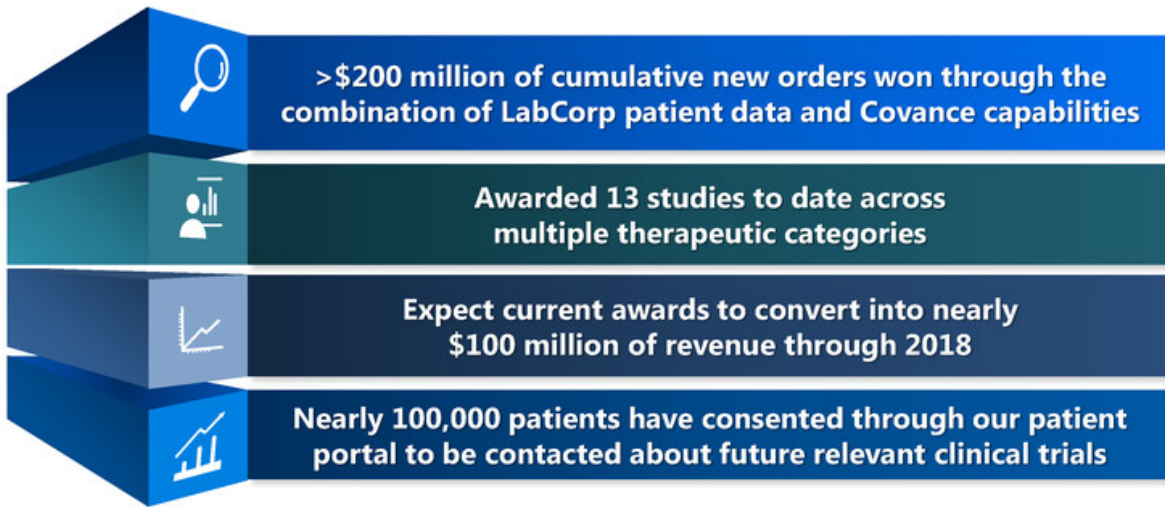 >$200 million of cumulative new orders won through the
combination of LabCorp patient data and Covance capabilities
Awarded 13 studies to date across
multiple therapeutic categories
Expect current awards to convert into nearly
$100 million of revenue through 2018
Nearly 100,000 patients have consented through our patient
portal to be contacted about future relevant clinical trials